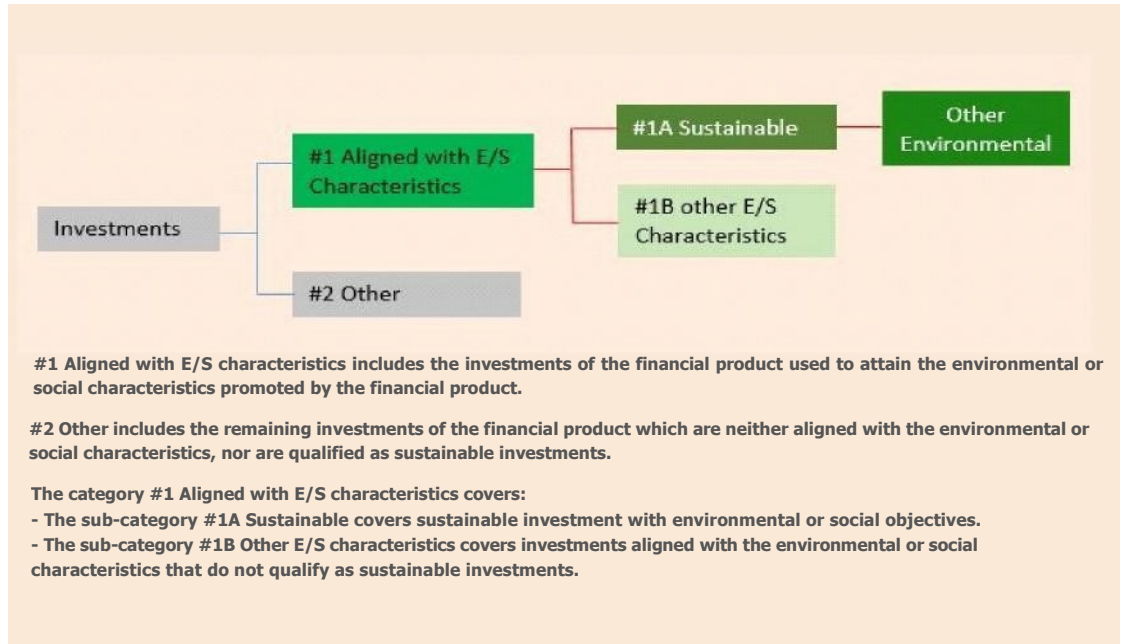 Other
Environmental
#1A Sustainable
#1 Aligned with E/S
Characteristics
#1B other E/S
Characteristics
Investments
#2 Other
#1 Aligned with E/S characteristics includes the investments of the financial product used to attain the environmental or
social characteristics promoted by the financial product.
#2 Other includes the remaining investments of the financial product which are neither aligned with the environmental or
social characteristics, nor are qualified as sustainable investments.
The category #1 Aligned with E/S characteristics covers:
- The sub-category #1A Sustainable covers sustainable investment with environmental or social objectives.
- The sub-category #1B Other E/S characteristics covers investments aligned with the environmental or social
characteristics that do not qualify as sustainable investments.